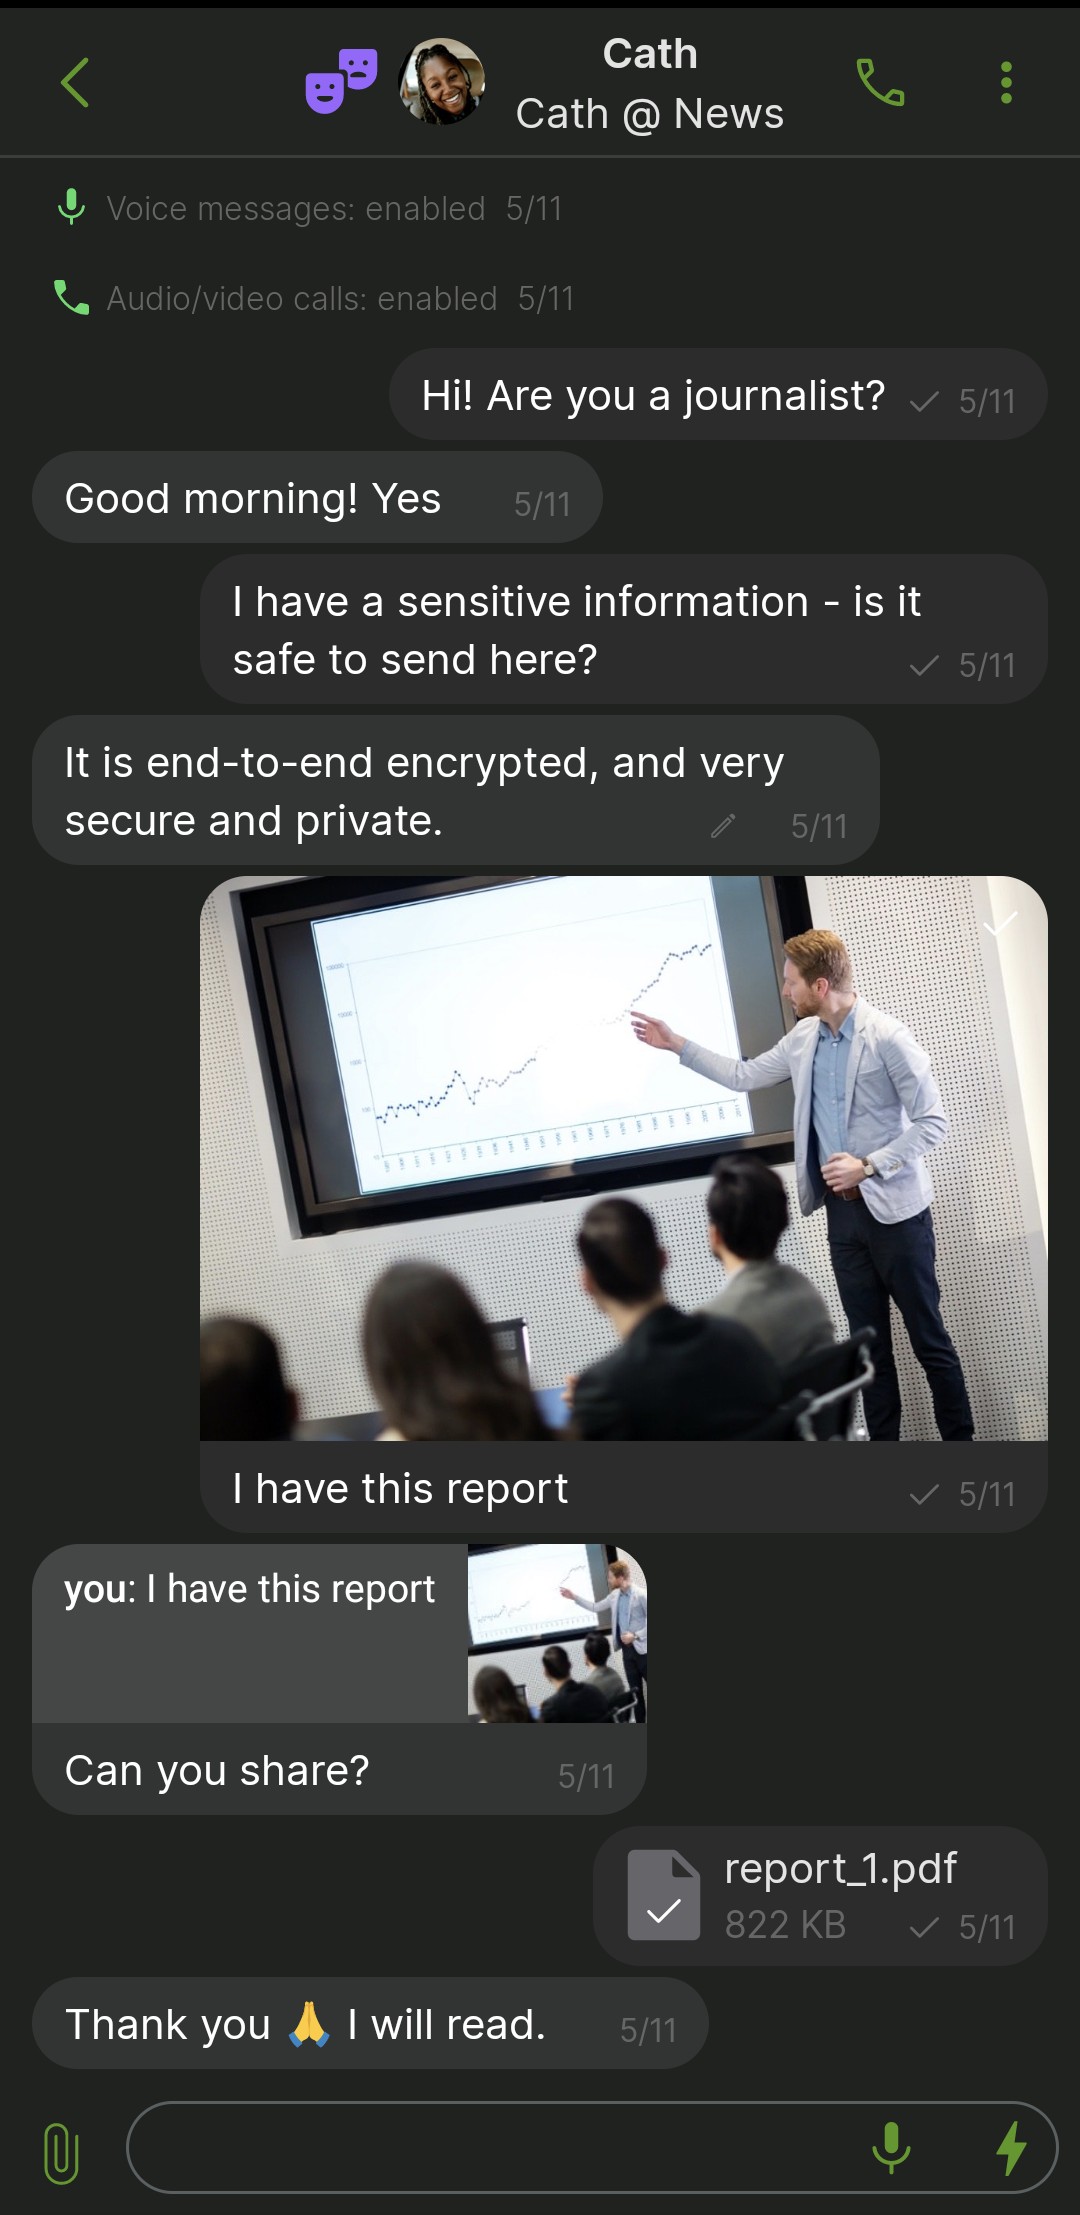 Cath
Cath @ News
Voice messages: enabled 5/11
Audio/video calls: enabled 5/11
Hi! Are you a journalist? 5/11
Good morning! Yes 5/11
I have a sensitive information - is it
safe to send here? 5/11
It is end-to-end encrypted, and very
secure and private. 5/11
I have this report 5/11
you: I have this report
Can you share? 5/11
report_1.pdf
822 KB 5/11
Thank you 🙏 I will read. 5/11